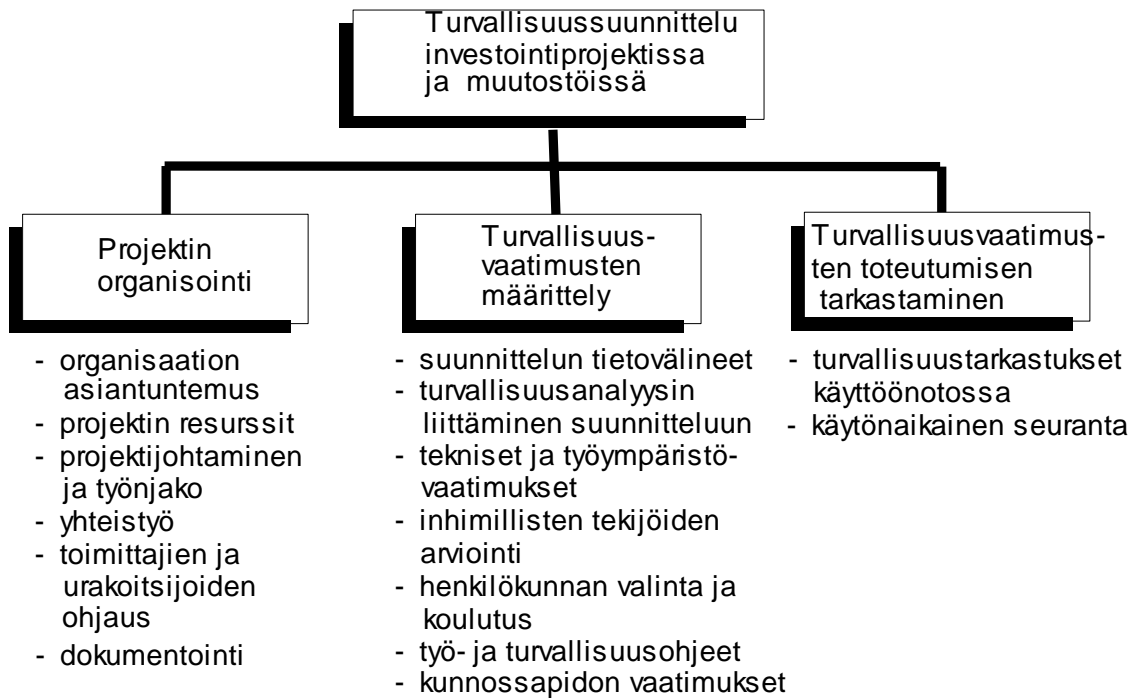 Turvallisuussuunnittelu
investointiprojektissa
ja muutostöissä
Projektin
organisointi
- organisaation
asiantuntemus
- projektin resurssit
- projektijohtaminen
ja työnjako
- yhteistyö
- toimittajien ja
urakoitsijoiden
ohjaus
- dokumentointi
Turvallisuus-
vaatimusten
määrittely
- suunnittelun tietovälineet
- turvallisuusanalyysin
liittäminen suunnitteluun
- tekniset ja työympäristö-
vaatimukset
- inhimillisten tekijöiden
arviointi
- henkilökunnan valinta ja
koulutus
- työ- ja turvallisuusohjeet
- kunnossapidon vaatimukset
Turvallisuusvaatimus-
ten toteutumisen
tarkastaminen
- turvallisuustarkastukset
käyttöönotossa
- käytönaikainen seuranta